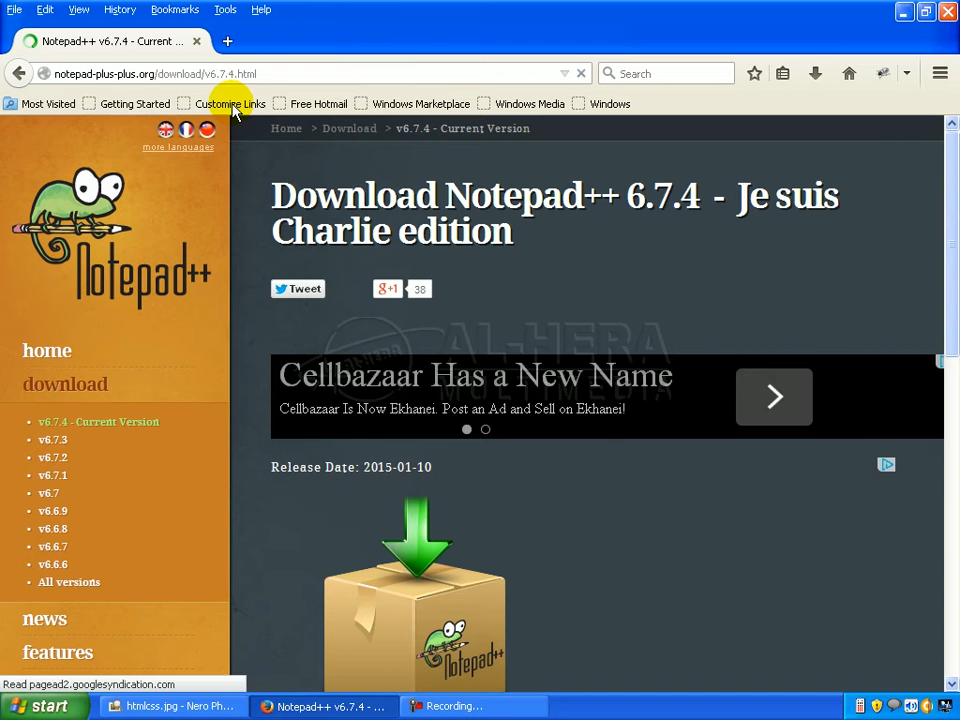 File Edit View History Bookmarks Tools Help
Notepad++ v6.7.4 - Current ...
notepad-plus-plus.org/download/v6.7.4.html
Search
Most Visited Getting Started Customize Links Free Hotmail Windows Marketplace Windows Media Windows
more languages
Notepad++
home
download
v6.7.4 - Current Version
v6.7.3
v6.7.2
v6.7.1
v6.7
v6.6.9
v6.6.8
v6.6.7
v6.6.6
All versions
news
features
Home > Download > v6.7.4 - Current Version
Download Notepad++ 6.7.4 - Je suis
Charlie edition
Tweet
g+1 38
AL-HERA
MULTIMEDIA
Cellbazaar Has a New Name
Cellbazaar Is Now Ekhanei. Post an Ad and Sell on Ekhanei!
Release Date: 2015-01-10
Notepad++
Read pagead2.googlesyndication.com
start htmlcss.jpg - Nero Ph... Notepad++ v6.7.4 - ... Recording...